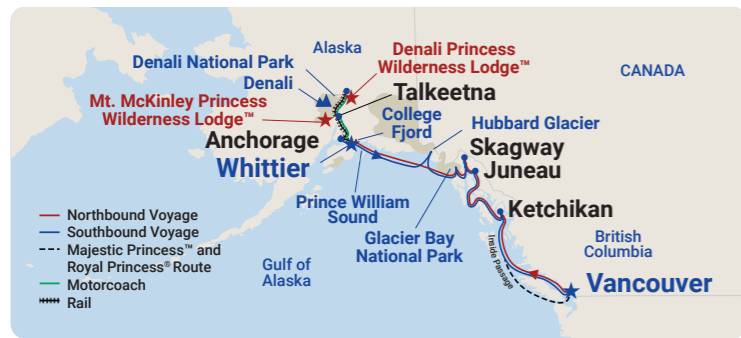 Alaska
Denali Princess
Wilderness Lodge™
Denali National Park
Denali
CANADA
Mt. McKinley Princess
Wilderness Lodge™
Talkeetna
College
Fjord
Hubbard Glacier
Anchorage
Whittier
Skagway
Juneau
Prince William
Sound
Ketchikan
Glacier Bay
National Park
British
Columbia
Inside Passage
Gulf of
Alaska
Vancouver
Northbound Voyage
Southbound Voyage
Majestic Princess™ and
Royal Princess® Route
Motorcoach
Rail